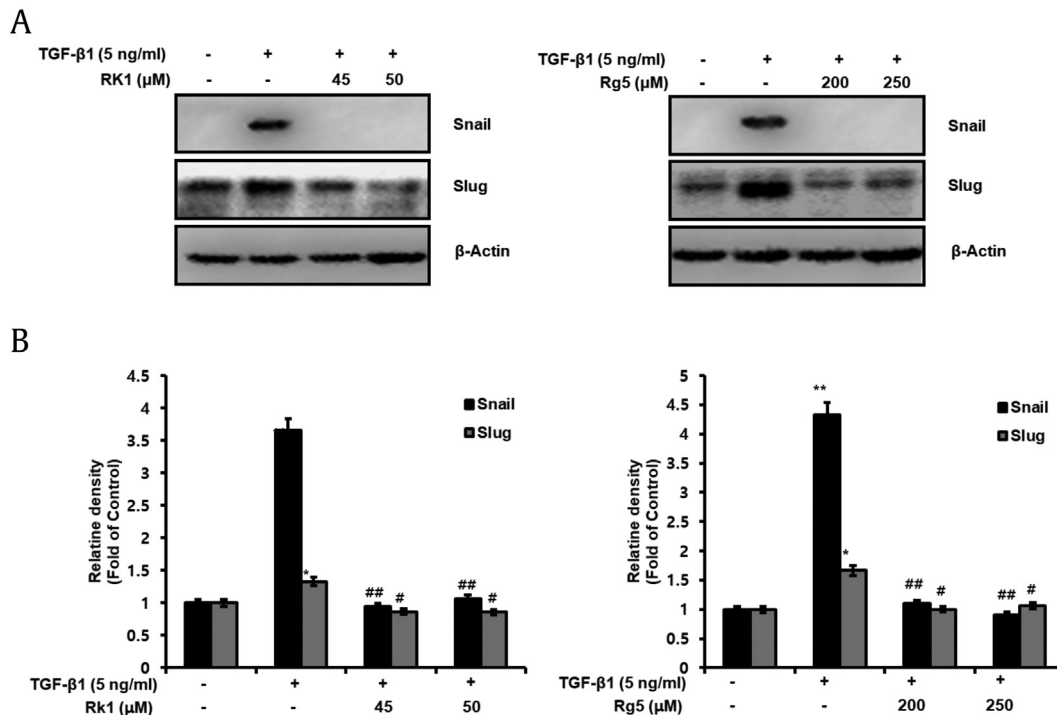 A
TGF-β1 (5 ng/ml) - + + +
RK1 (μM) - - 45 50
Snail
Slug
β-Actin
TGF-β1 (5 ng/ml) - + + +
Rg5 (μM) - - 200 250
Snail
Slug
β-Actin
B
Relatine density
(Fold of Control)
4.5
4
3.5
3
2.5
2
1.5
1
0.5
0
Snail
Slug
*
## # ## #
TGF-β1 (5 ng/ml) - + + +
Rk1 (μM) - - 45 50
Relatine density
(Fold of Control)
5
4.5
4
3.5
3
2.5
2
1.5
1
0.5
0
Snail
Slug
**
*
## # ## #
TGF-β1 (5 ng/ml) - + + +
Rg5 (μM) - - 200 250